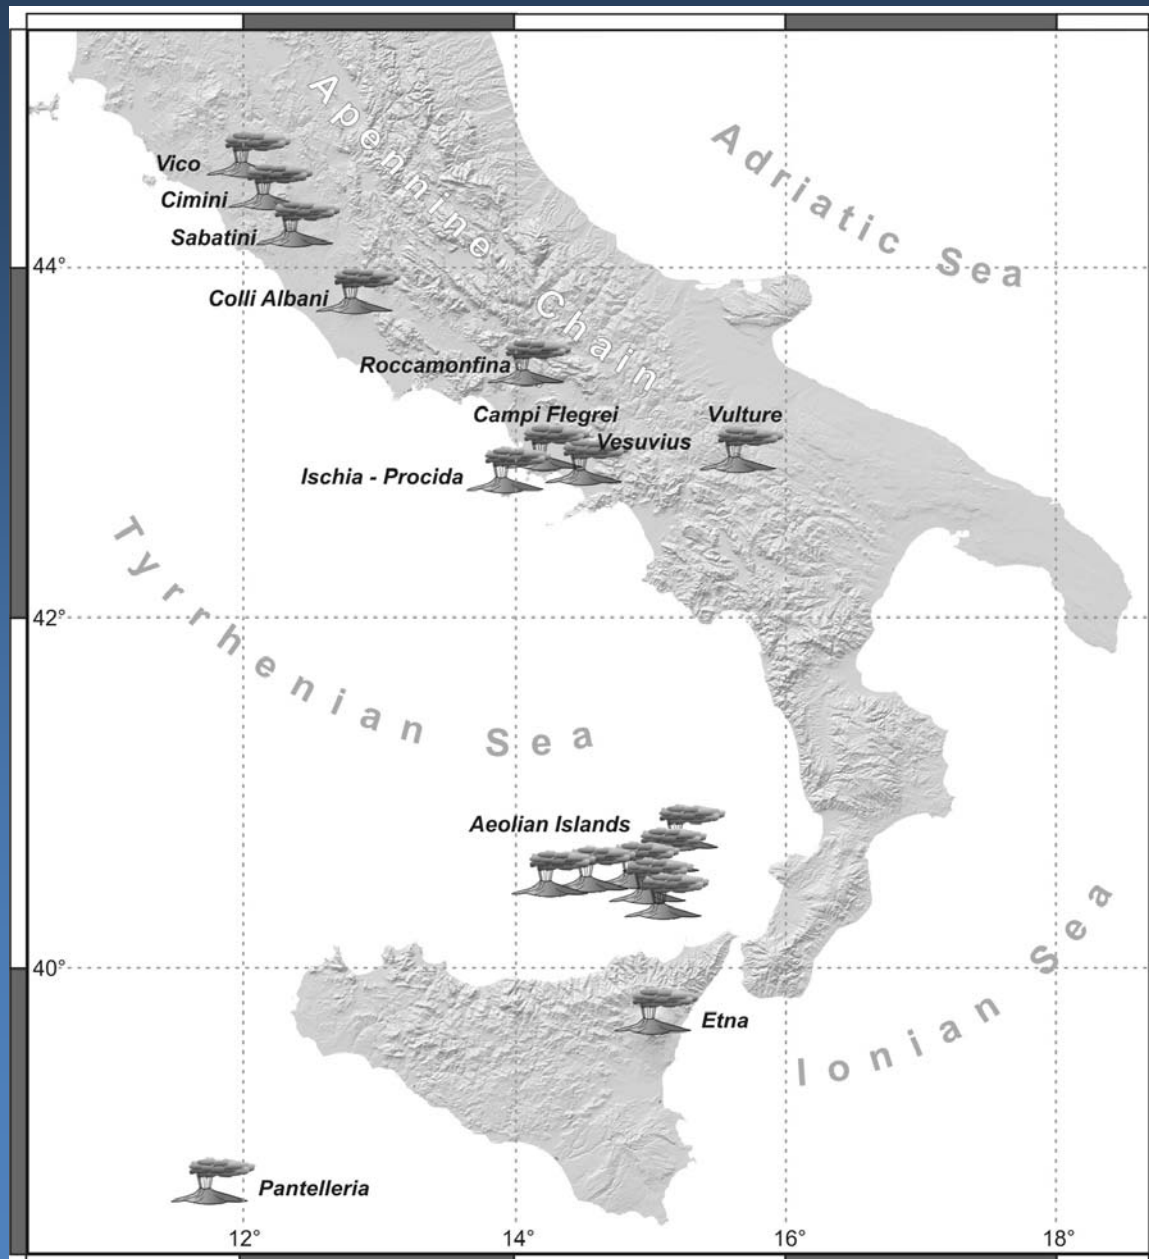 Apennine Chain
Adriatic Sea
Vico
Cimini
Sabatini
44°
Colli Albani
Roccamonfina
Campi Flegrei
Vulture
Vesuvius
Ischia - Procida
Tyrrhenian Sea
42°
Aeolian Islands
Ionian Sea
40°
Etna
Pantelleria
12°
14°
16°
18°